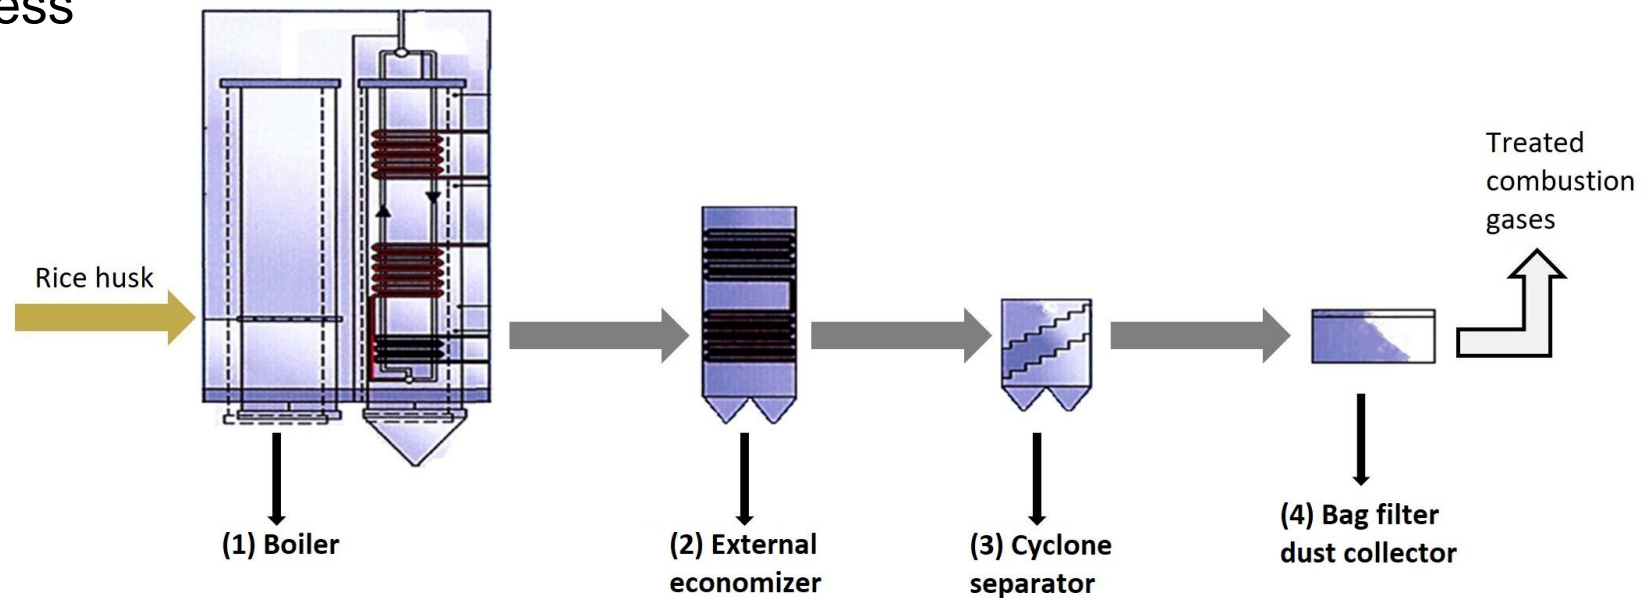 ess
Treated
combustion
gases
Rice husk
(1) Boiler
(2) External
economizer
(3) Cyclone
separator
(4) Bag filter
dust collector